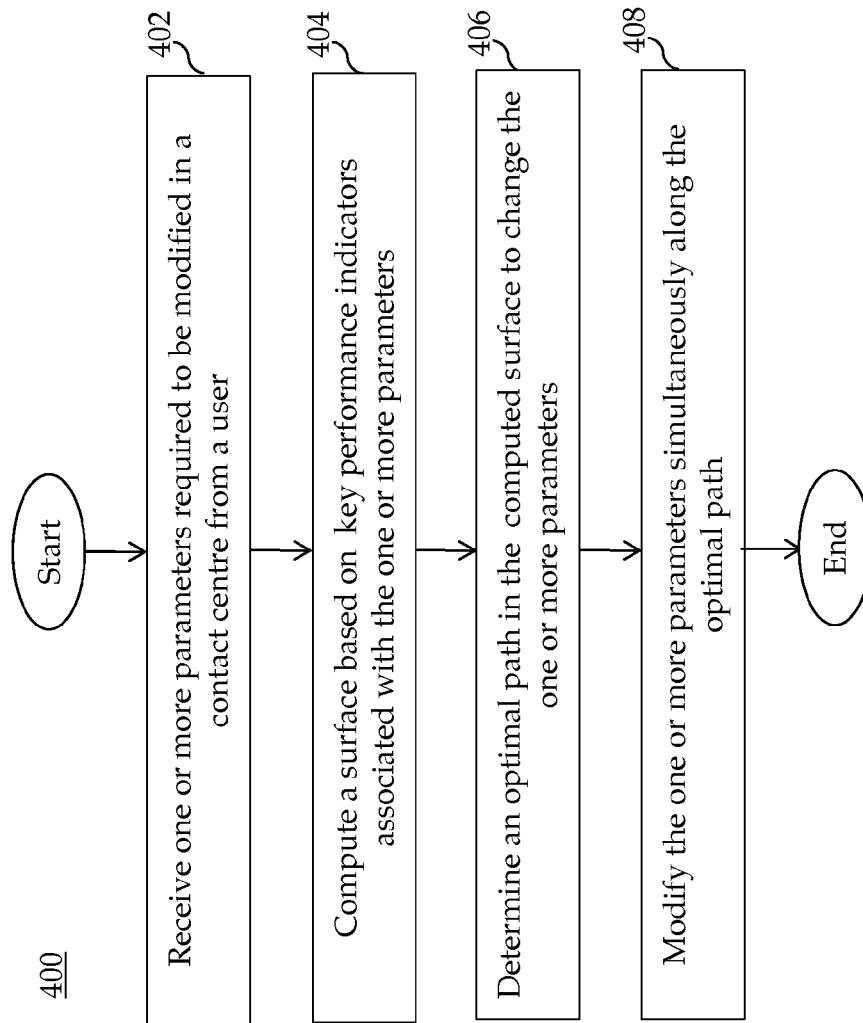 400
Start
402
Receive one or more parameters required to be modified in a
contact centre from a user
404
Compute a surface based on key performance indicators
associated with the one or more parameters
406
Determine an optimal path in the computed surface to change the
one or more parameters
408
Modify the one or more parameters simultaneously along the
optimal path
End